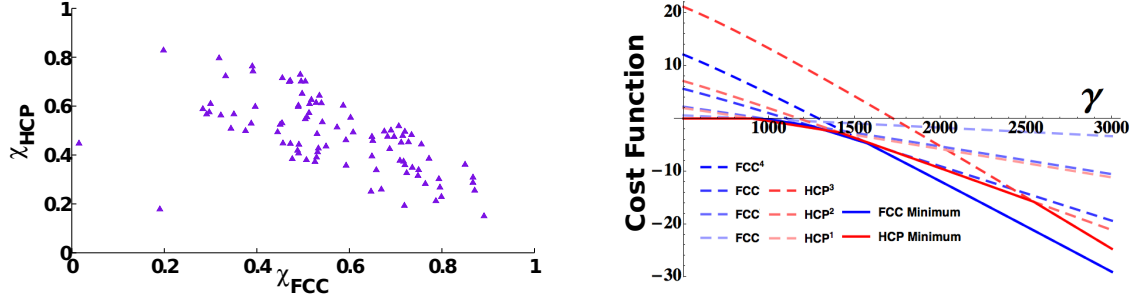 1
0.8
0.6
0.4
0.2
0
χHCP
0 0.2 0.4 0.6 0.8 1
χFCC
20
10
-10
-20
-30
Cost Function
γ
1000 1500 2000 2500 3000
FCC⁴
FCC HCP³
FCC HCP² FCC Minimum
FCC HCP¹ HCP Minimum